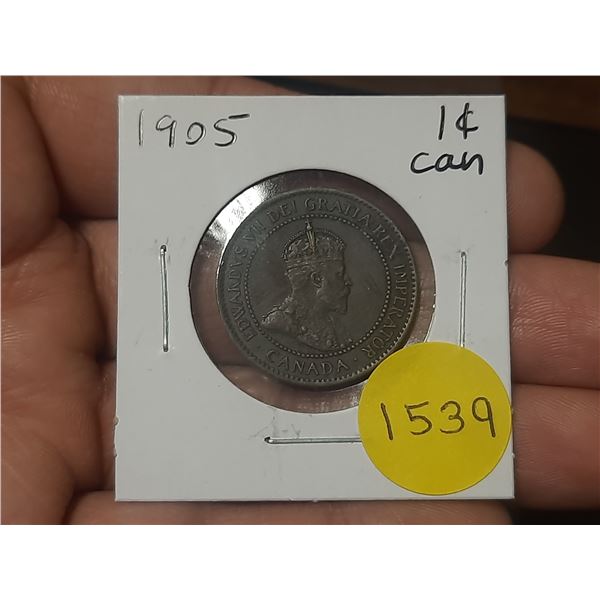 1905
1¢
can
EDWARDVS VII DEI GRATIA REX IMPERATOR
CANADA
1539